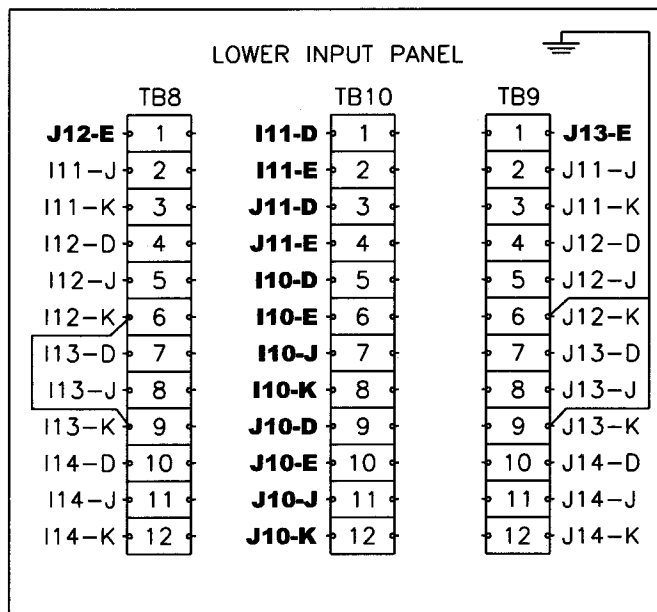 LOWER INPUT PANEL
TB8 TB10 TB9
J12-E 1 I11-D 1 1 J13-E
I11-J 2 I11-E 2 2 J11-J
I11-K 3 J11-D 3 3 J11-K
I12-D 4 J11-E 4 4 J12-D
I12-J 5 I10-D 5 5 J12-J
I12-K 6 I10-E 6 6 J12-K
I13-D 7 I10-J 7 7 J13-D
I13-J 8 I10-K 8 8 J13-J
I13-K 9 J10-D 9 9 J13-K
I14-D 10 J10-E 10 10 J14-D
I14-J 11 J10-J 11 11 J14-J
I14-K 12 J10-K 12 12 J14-K